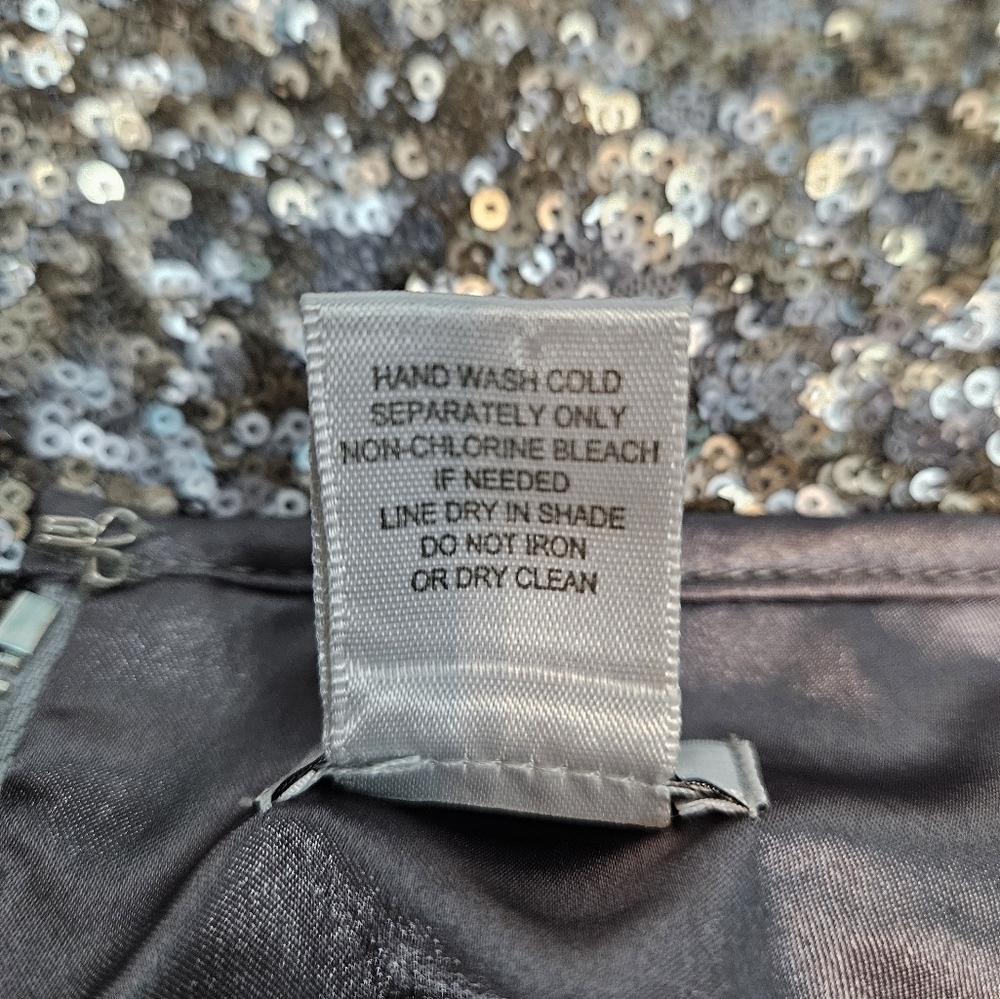 HAND WASH COLD
SEPARATELY ONLY
NON-CHLORINE BLEACH
IF NEEDED
LINE DRY IN SHADE
DO NOT IRON
OR DRY CLEAN